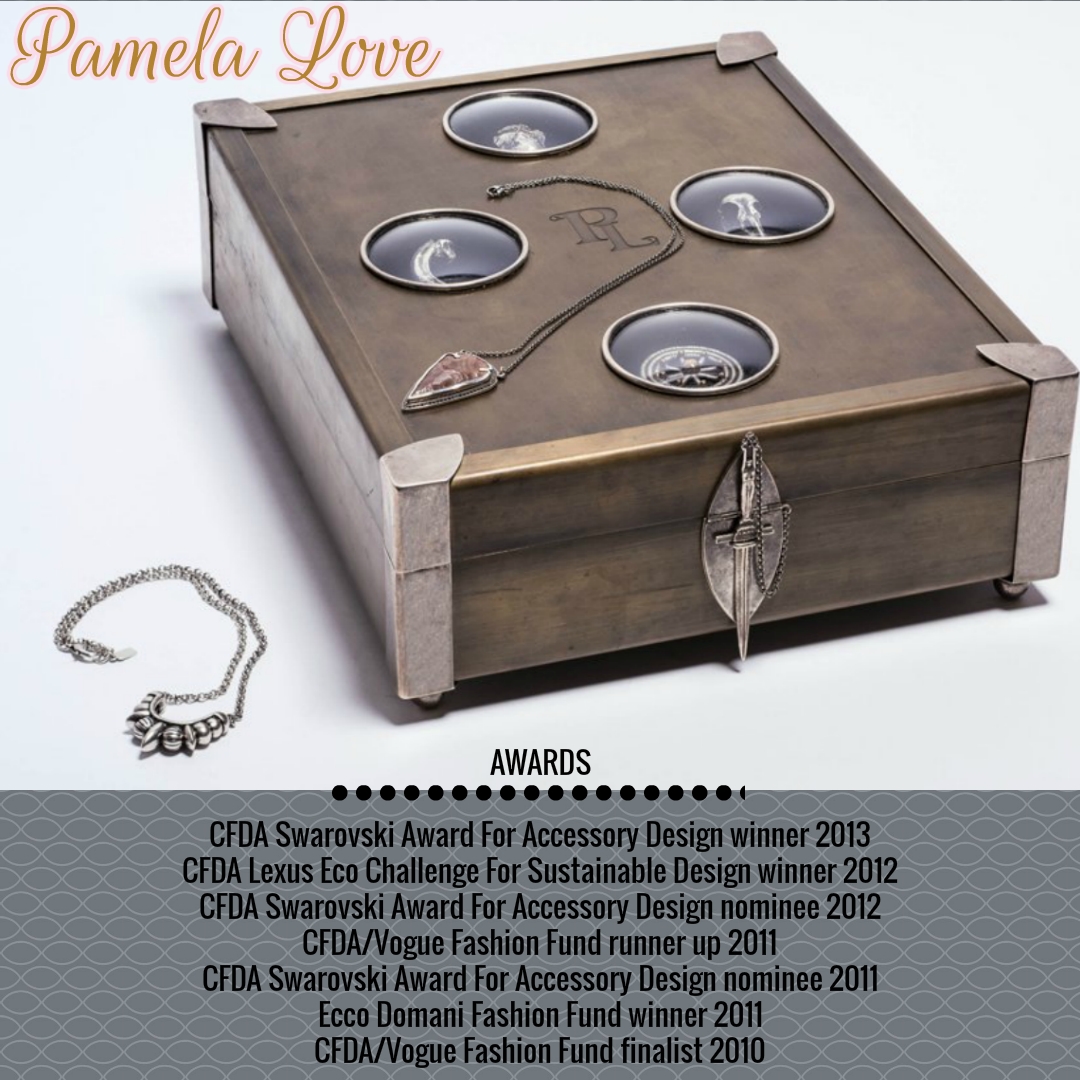 Pamela Love
PL
AWARDS
CFDA Swarovski Award For Accessory Design winner 2013
CFDA Lexus Eco Challenge For Sustainable Design winner 2012
CFDA Swarovski Award For Accessory Design nominee 2012
CFDA/Vogue Fashion Fund runner up 2011
CFDA Swarovski Award For Accessory Design nominee 2011
Ecco Domani Fashion Fund winner 2011
CFDA/Vogue Fashion Fund finalist 2010